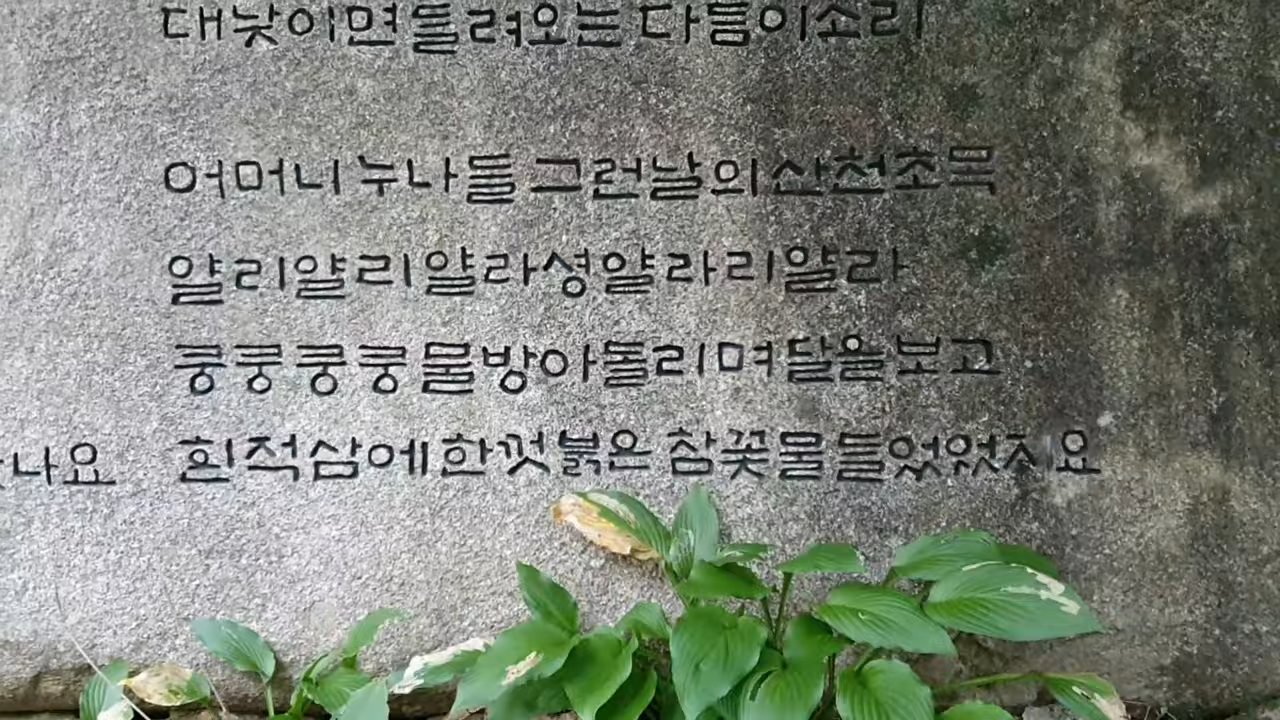 대낮이면들려오는 다듬이소리
어머니누나들 그런날의산천초목
얄리얄리얄라성얄라리얄라
쿵쿵쿵쿵물방아돌리며달을보고
나요 흰적삼에한껏붉은 참꽃물들었었지요